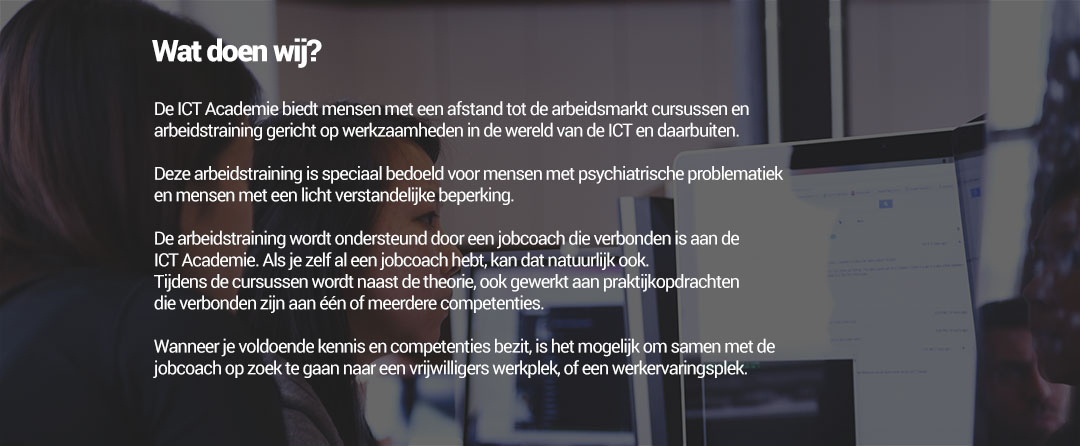 Wat doen wij?
De ICT Academie biedt mensen met een afstand tot de arbeidsmarkt cursussen en
arbeidstraining gericht op werkzaamheden in de wereld van de ICT en daarbuiten.
Deze arbeidstraining is speciaal bedoeld voor mensen met psychiatrische problematiek
en mensen met een licht verstandelijke beperking.
De arbeidstraining wordt ondersteund door een jobcoach die verbonden is aan de
ICT Academie. Als je zelf al een jobcoach hebt, kan dat natuurlijk ook.
Tijdens de cursussen wordt naast de theorie, ook gewerkt aan praktijkopdrachten
die verbonden zijn aan één of meerdere competenties.
Wanneer je voldoende kennis en competenties bezit, is het mogelijk om samen met de
jobcoach op zoek te gaan naar een vrijwilligers werkplek, of een werkervaringsplek.